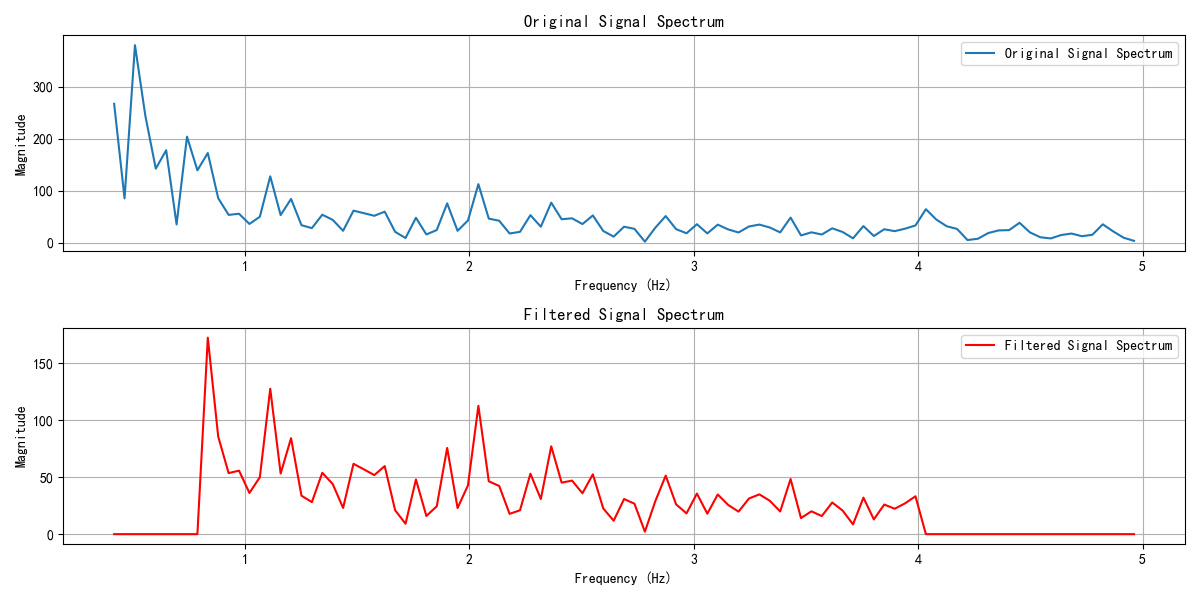 Original Signal Spectrum
Original Signal Spectrum
Magnitude
300
200
100
0
1 2 3 4 5
Frequency (Hz)
Filtered Signal Spectrum
Filtered Signal Spectrum
Magnitude
150
100
50
0
1 2 3 4 5
Frequency (Hz)